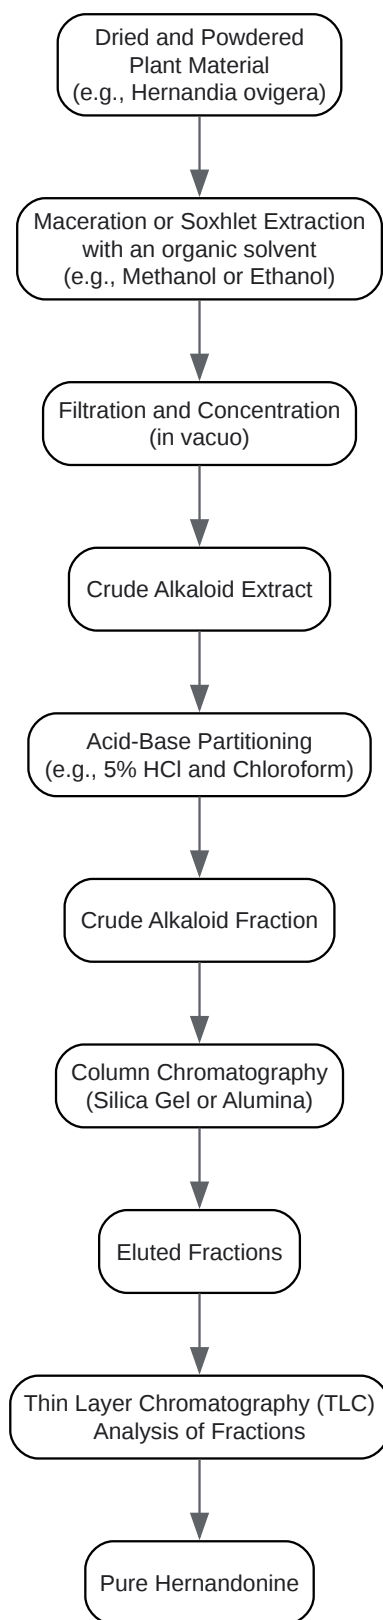 Dried and Powdered
Plant Material
(e.g., Hernandia ovigera)
Maceration or Soxhlet Extraction
with an organic solvent
(e.g., Methanol or Ethanol)
Filtration and Concentration
(in vacuo)
Crude Alkaloid Extract
Acid-Base Partitioning
(e.g., 5% HCl and Chloroform)
Crude Alkaloid Fraction
Column Chromatography
(Silica Gel or Alumina)
Eluted Fractions
Thin Layer Chromatography (TLC)
Analysis of Fractions
Pure Hernandonine